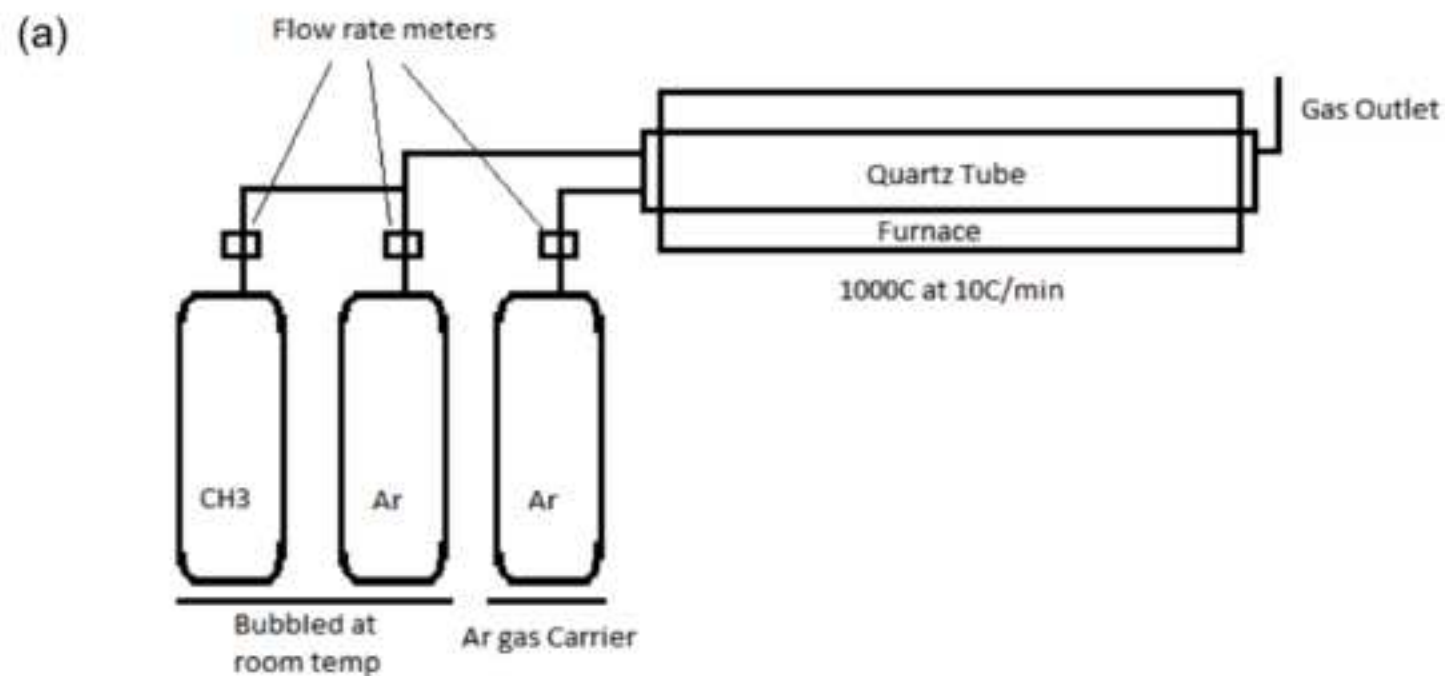 (a)
Flow rate meters
Gas Outlet
Quartz Tube
Furnace
1000C at 10C/min
CH3
Ar
Ar
Bubbled at
room temp
Ar gas Carrier